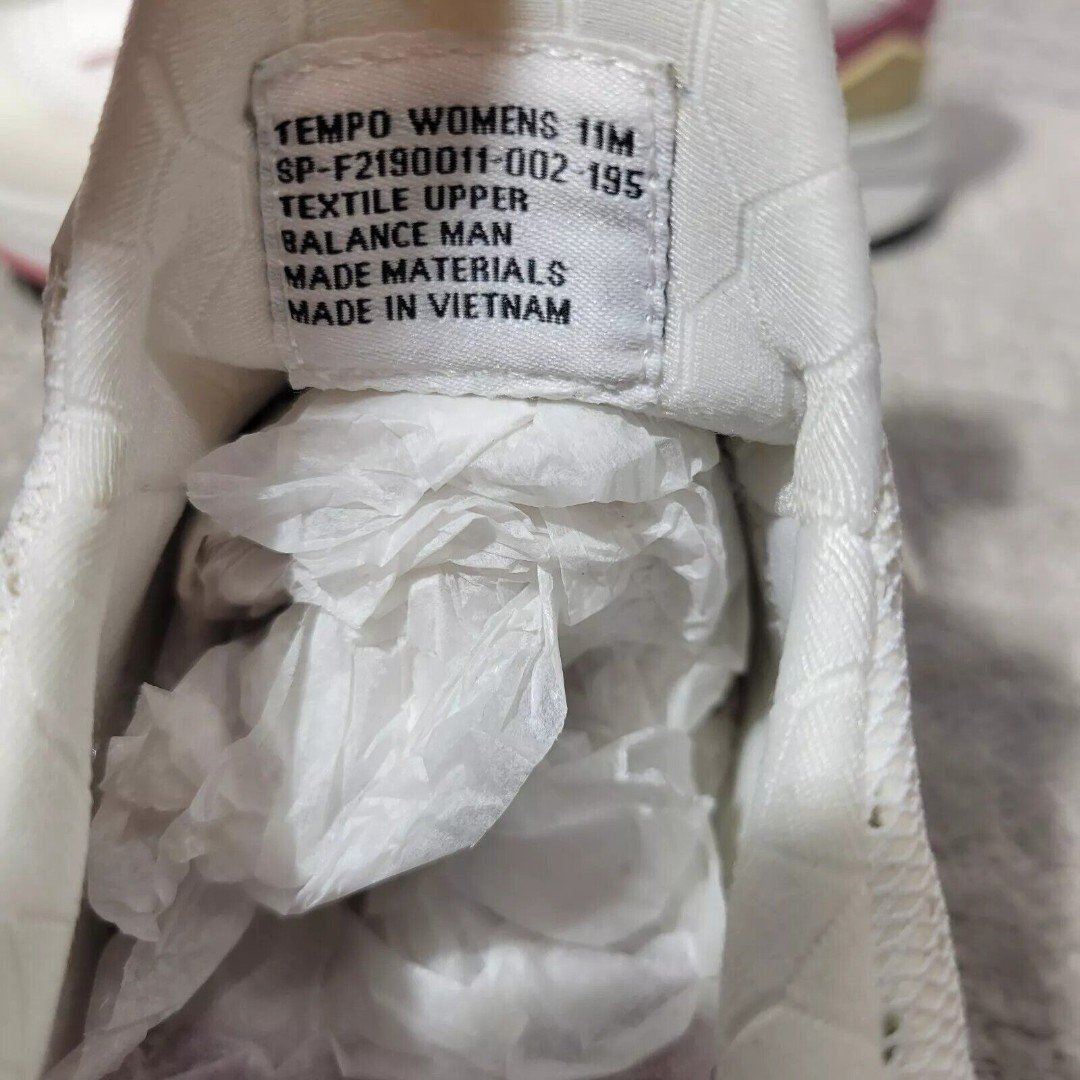 TEMPO WOMENS 11M
SP-F2190011-002-195
TEXTILE UPPER
BALANCE MAN
MADE MATERIALS
MADE IN VIETNAM